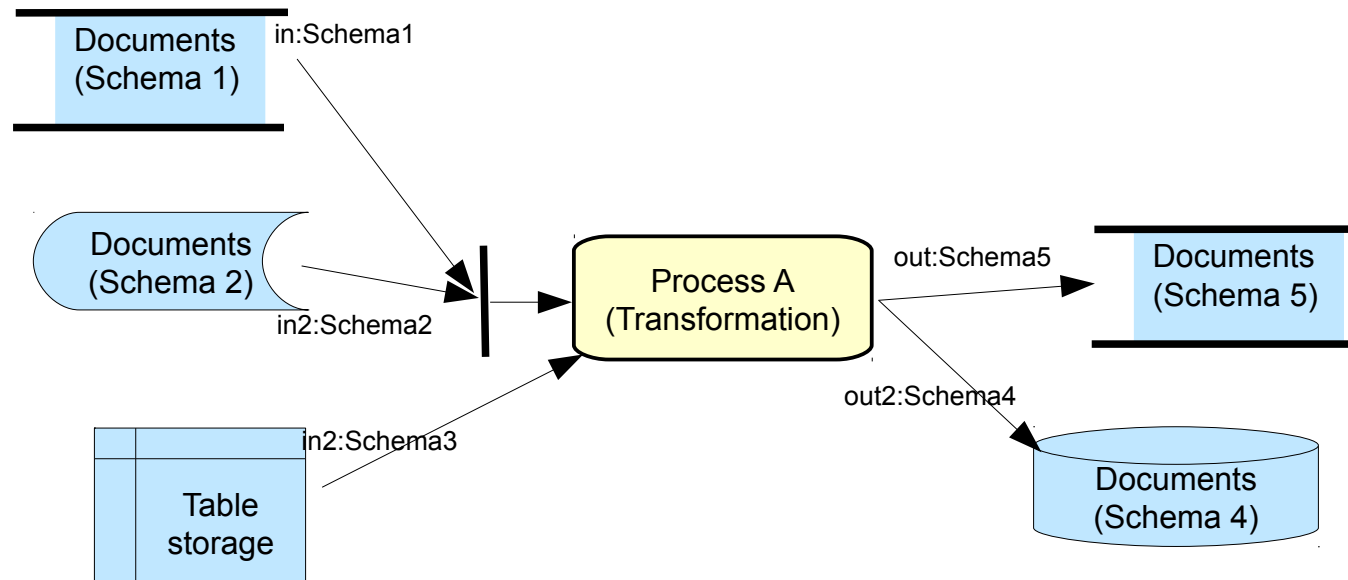 Documents
(Schema 1)
in:Schema1
Documents
(Schema 2)
in2:Schema2
Table
storage
in2:Schema3
Process A
(Transformation)
out:Schema5
Documents
(Schema 5)
out2:Schema4
Documents
(Schema 4)